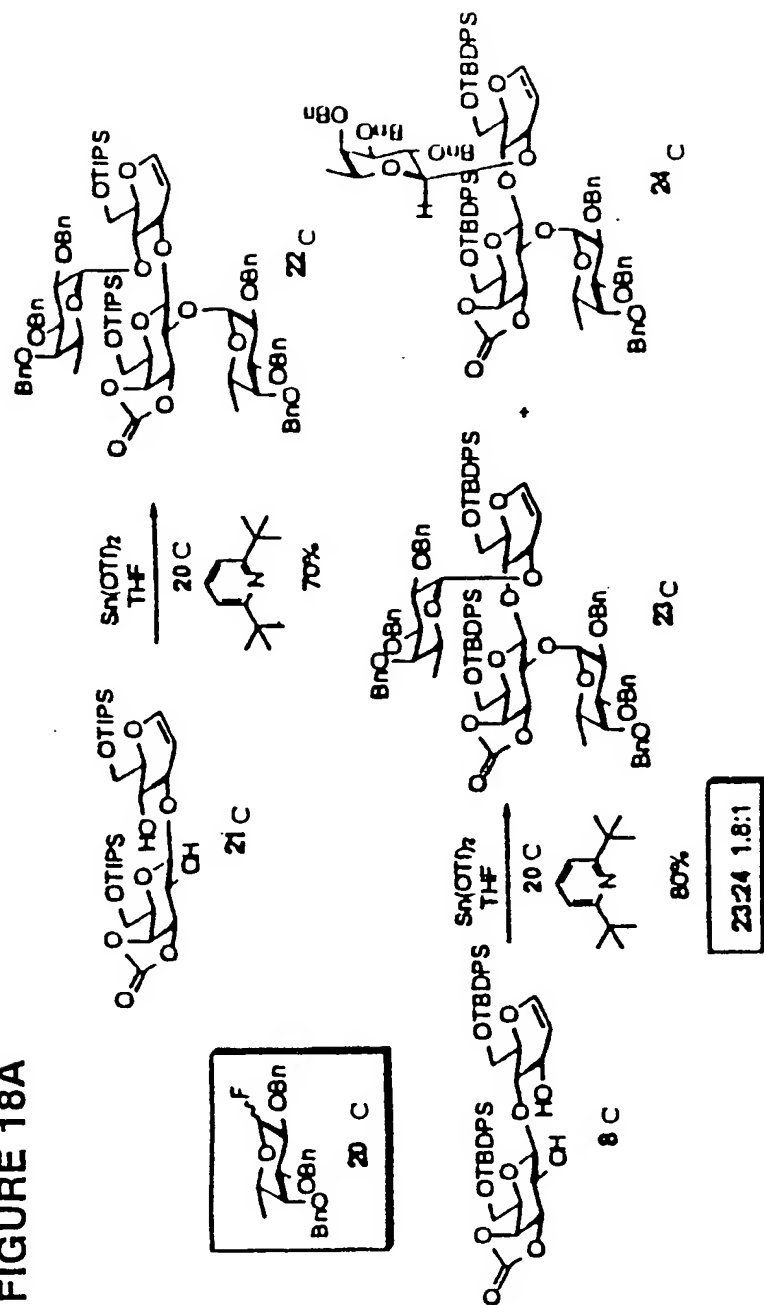 FIGURE 18A
OTIPS
OTIPS
HO
O
O
O
O
O
O
O
OH
21 C
Sn(OTf)2
THF
20 C
N
70%
BnO
OBn
OBn
O
OTIPS
OTIPS
O
O
O
O
O
O
O
O
O
O
OBn
OBn
BnO
22 C
F
O
OBn
OBn
BnO
20 C
OTBDPS
OTBDPS
O
O
O
O
O
O
O
HO
OH
8 C
Sn(OTf)2
THF
20 C
N
80%
23:24 1.8:1
BnO
OBn
OBn
O
OTBDPS
OTBDPS
O
O
O
O
O
O
O
O
O
O
OBn
OBn
BnO
23 C
+
OBn
OBn
OBn
O
H
OTBDPS
OTBDPS
O
O
O
O
O
O
O
O
O
O
OBn
OBn
BnO
24 C